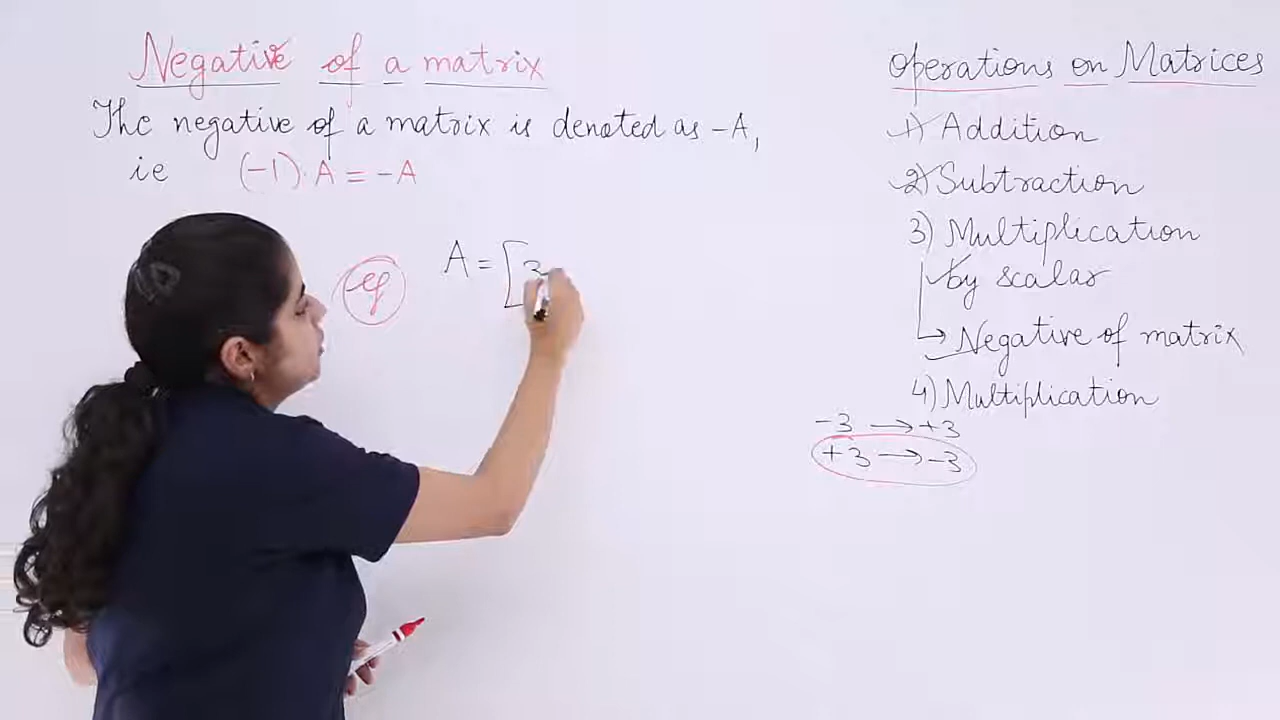 Negative of a matrix
The negative of a matrix is denoted as -A,
ie (-1).A = -A
eg A = [3
operations on Matrices
1) Addition
2) Subtraction
3) Multiplication
by scalar
→ Negative of matrix
4) Multiplication
-3 → +3
+3 → -3